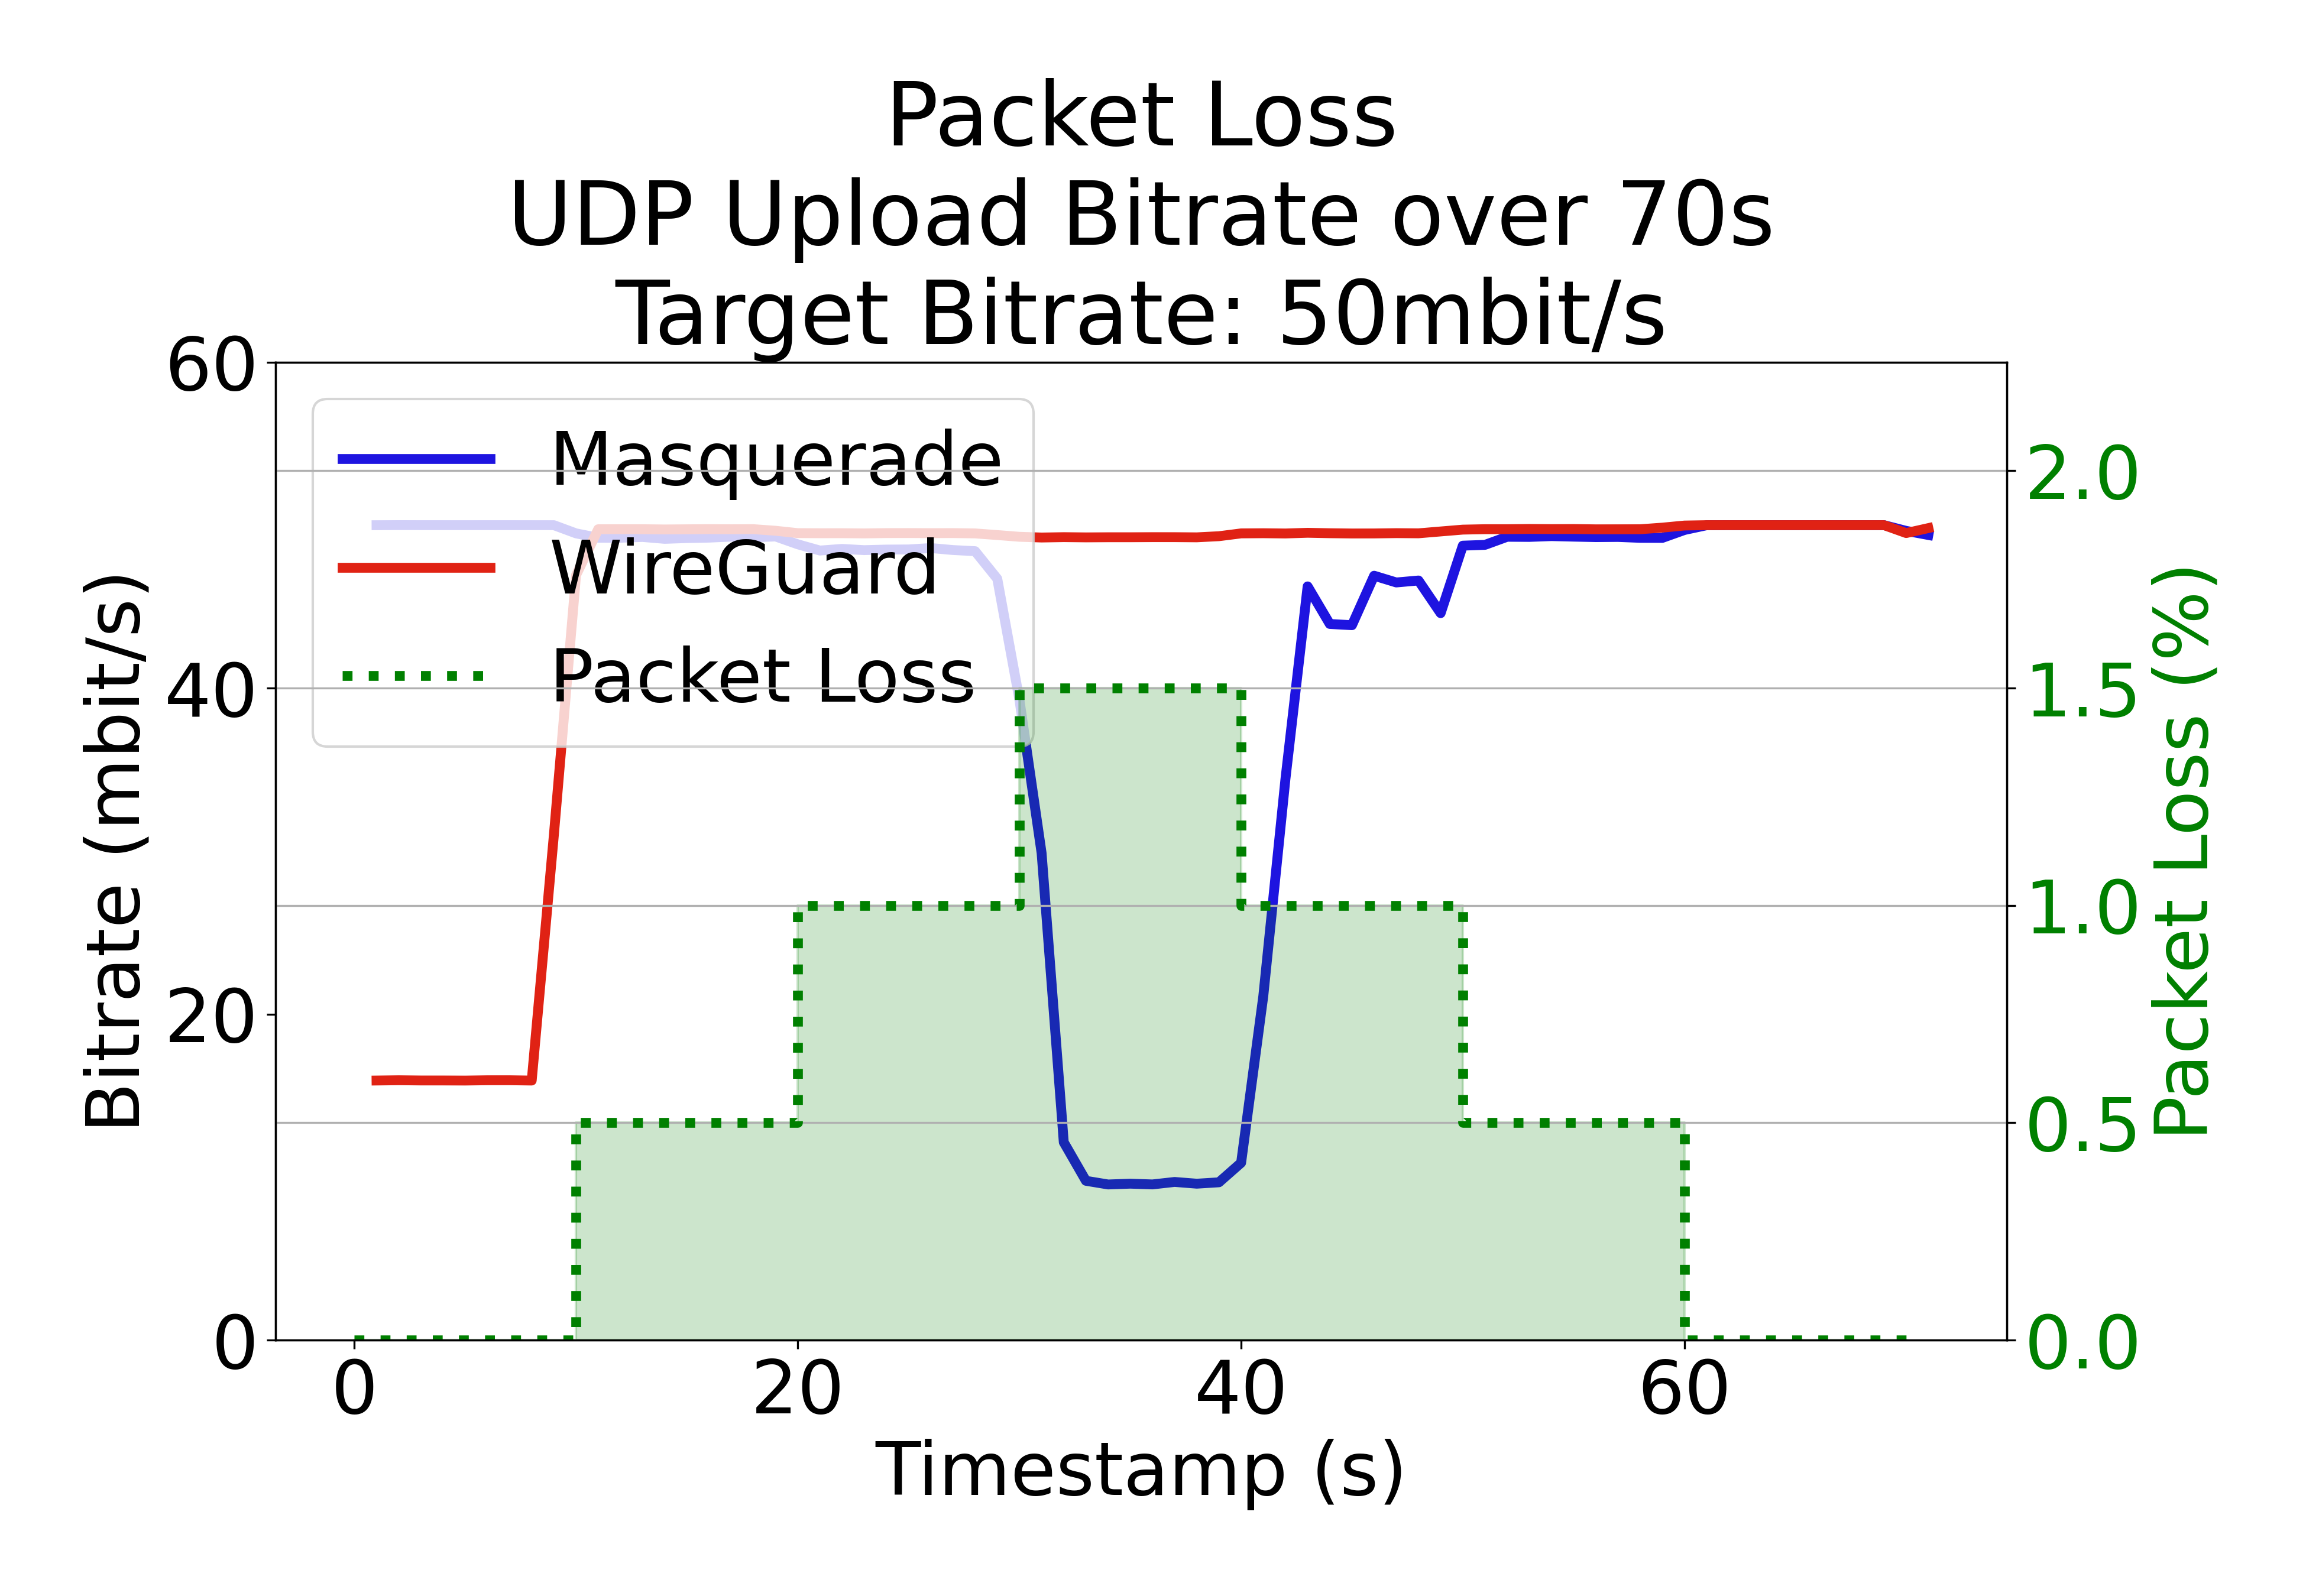 Packet Loss
UDP Upload Bitrate over 70s
Target Bitrate: 50mbit/s
60
40
20
0
Bitrate (mbit/s)
Masquerade
WireGuard
Packet Loss
2.0
1.5
1.0
0.5
0.0
Packet Loss (%)
0 20 40 60
Timestamp (s)